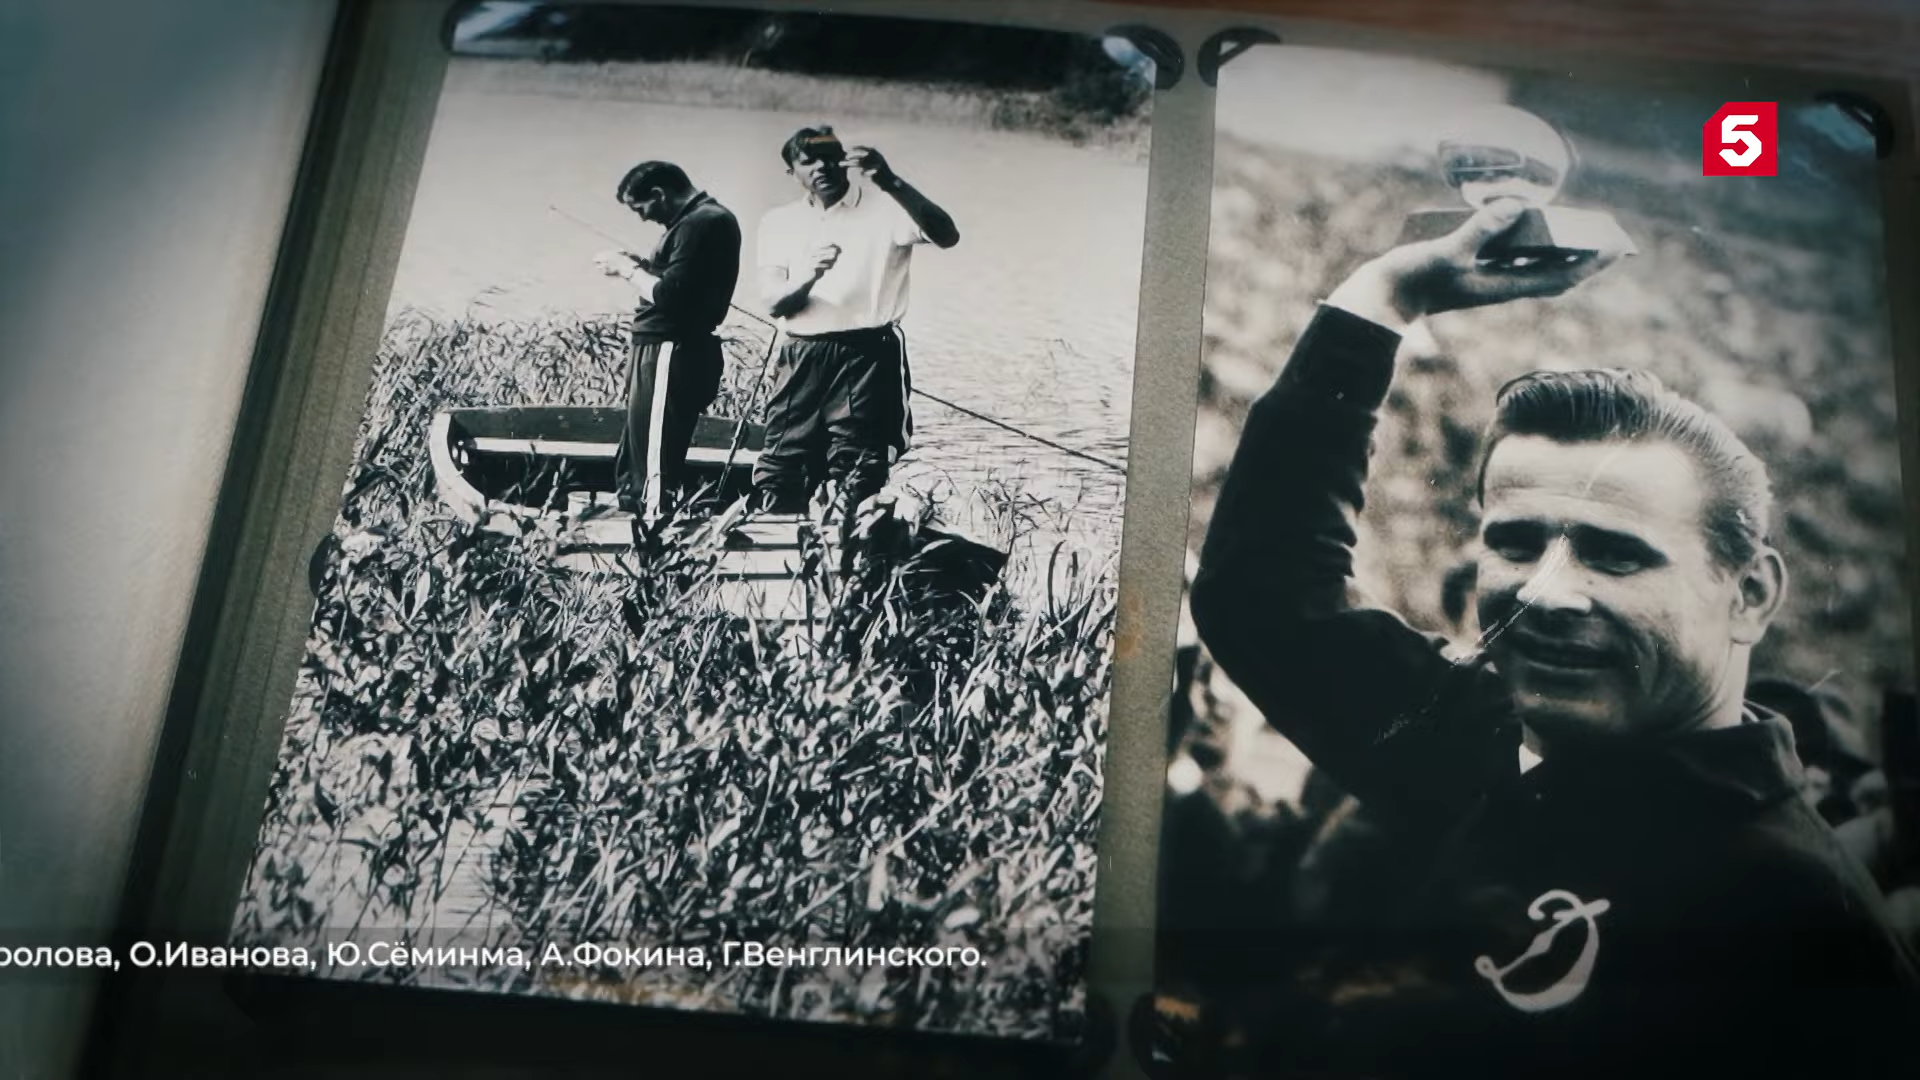 5
ролова, О.Иванова, Ю.Сёминма, А.Фокина, Г.Венглинского.
Д